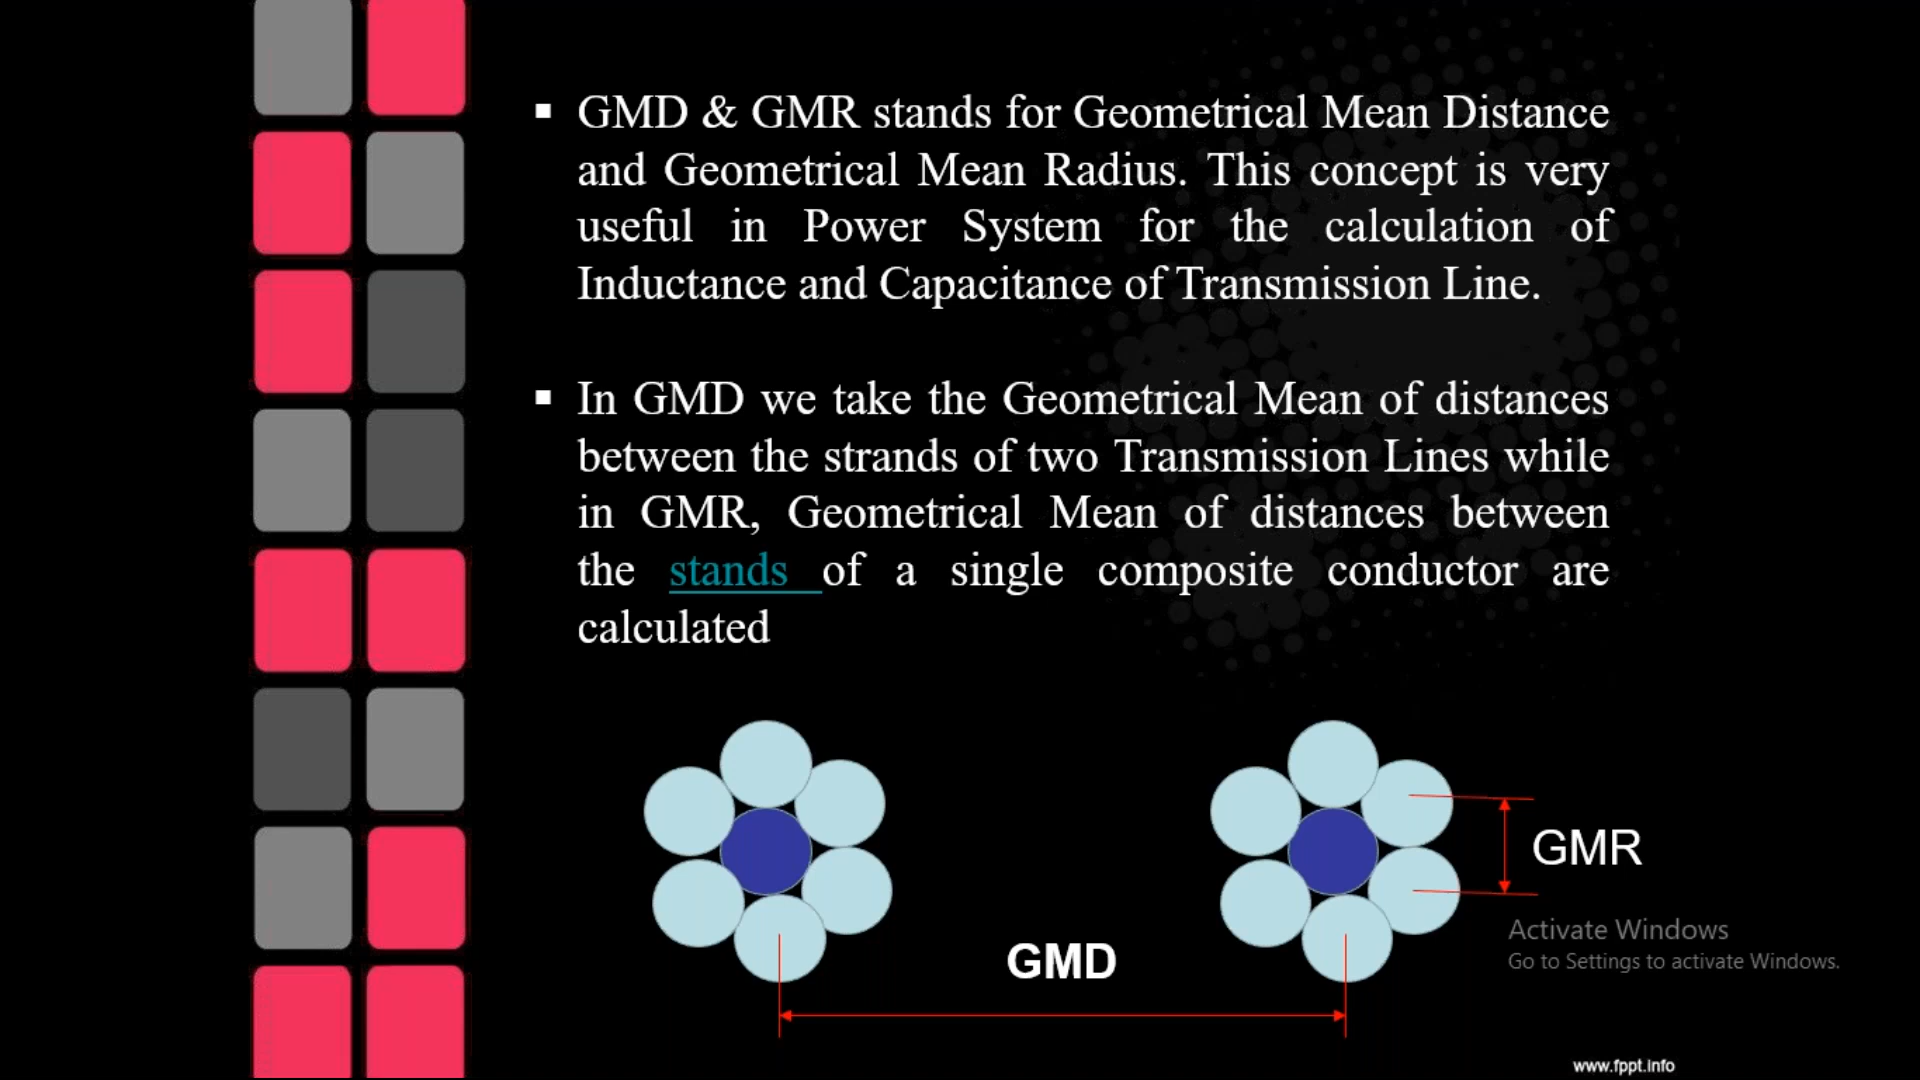 ▪ GMD & GMR stands for Geometrical Mean Distance
and Geometrical Mean Radius. This concept is very
useful in Power System for the calculation of
Inductance and Capacitance of Transmission Line.
▪ In GMD we take the Geometrical Mean of distances
between the strands of two Transmission Lines while
in GMR, Geometrical Mean of distances between
the stands of a single composite conductor are
calculated
GMR
GMD
Activate Windows
Go to Settings to activate Windows.
www.fppt.info